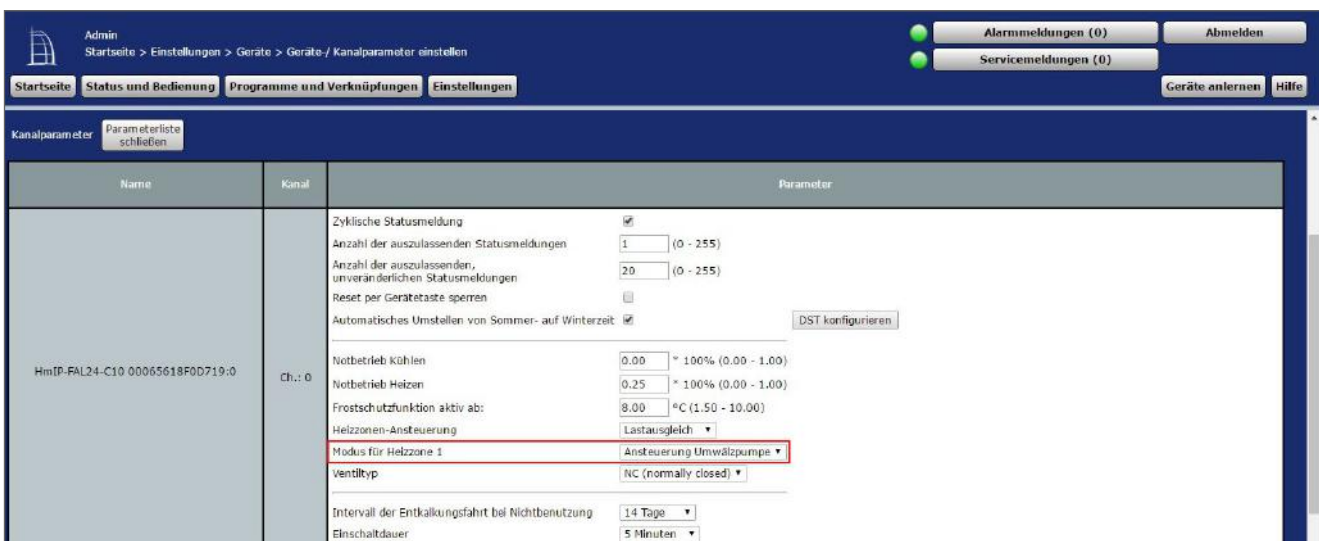 Admin
Startseite > Einstellungen > Geräte > Geräte-/ Kanalparameter einstellen
Alarmmeldungen (0)
Abmelden
Servicemeldungen (0)
Startseite
Status und Bedienung
Programme und Verknüpfungen
Einstellungen
Geräte anlernen
Hilfe
Kanalparameter
Parameterliste
schließen
Name
Kanal
Parameter
HmIP-FAL24-C10 00065618F0D719:0
Ch.: 0
Zyklische Statusmeldung
Anzahl der auszulassenden Statusmeldungen 1 (0 - 255)
Anzahl der auszulassenden,
unveränderlichen Statusmeldungen 20 (0 - 255)
Reset per Gerätetaste sperren
Automatisches Umstellen von Sommer- auf Winterzeit DST konfigurieren
Notbetrieb Kühlen 0.00 * 100% (0.00 - 1.00)
Notbetrieb Heizen 0.25 * 100% (0.00 - 1.00)
Frostschutzfunktion aktiv ab: 8.00 °C (1.50 - 10.00)
Heizzonen-Ansteuerung Lastausgleich
Modus für Heizzone 1 Ansteuerung Umwälzpumpe
Ventiltyp NC (normally closed)
Intervall der Entkalkungsfahrt bei Nichtbenutzung 14 Tage
Einschaltdauer 5 Minuten